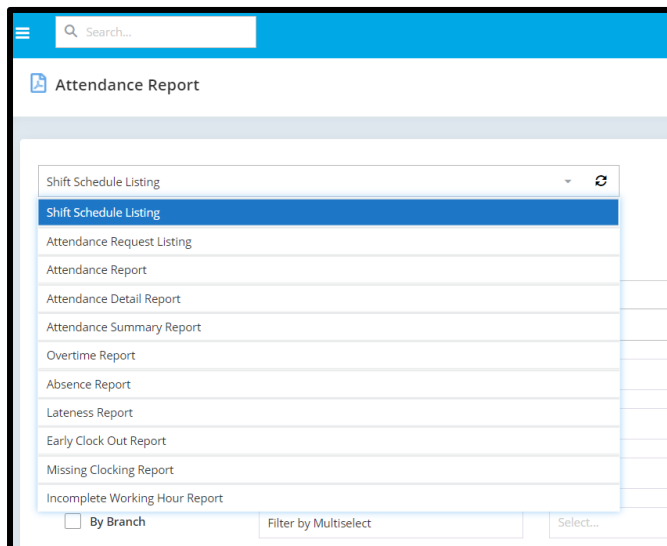 Search...
Attendance Report
Shift Schedule Listing
Shift Schedule Listing
Attendance Request Listing
Attendance Report
Attendance Detail Report
Attendance Summary Report
Overtime Report
Absence Report
Lateness Report
Early Clock Out Report
Missing Clocking Report
Incomplete Working Hour Report
By Branch Filter by Multiselect Select...